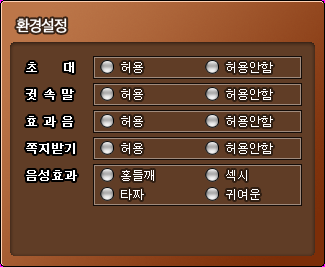 환경설정
초 대 허용 허용안함
귓 속 말 허용 허용안함
효 과 음 허용 허용안함
쪽지받기 허용 허용안함
음성효과 홍들깨 섹시
타짜 귀여운